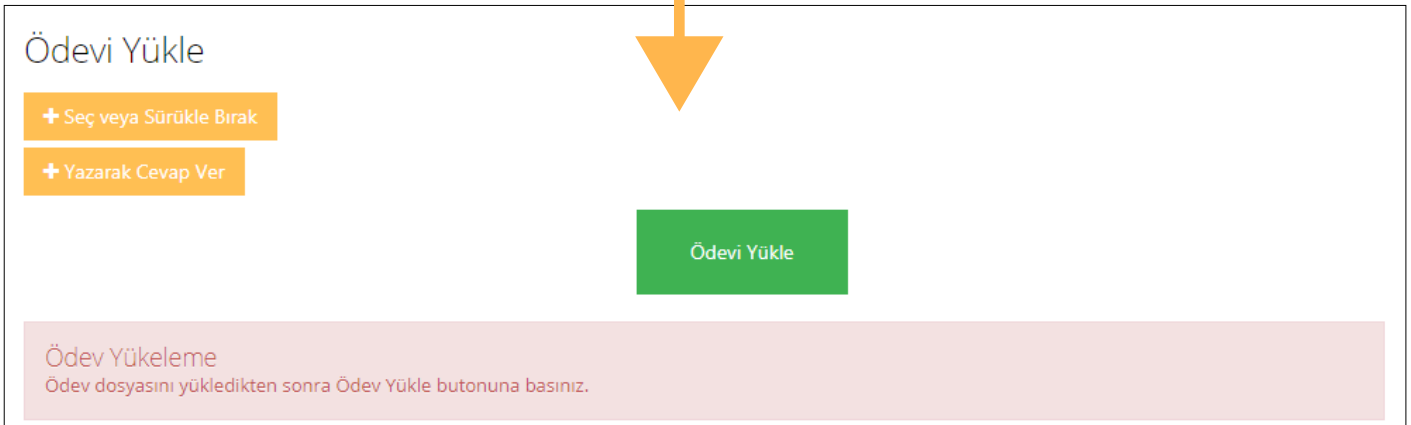 Ödevi Yükle
+ Seç veya Sürükle Bırak
+ Yazarak Cevap Ver
Ödevi Yükle
Ödev Yükeleme
Ödev dosyasını yükledikten sonra Ödev Yükle butonuna basınız.